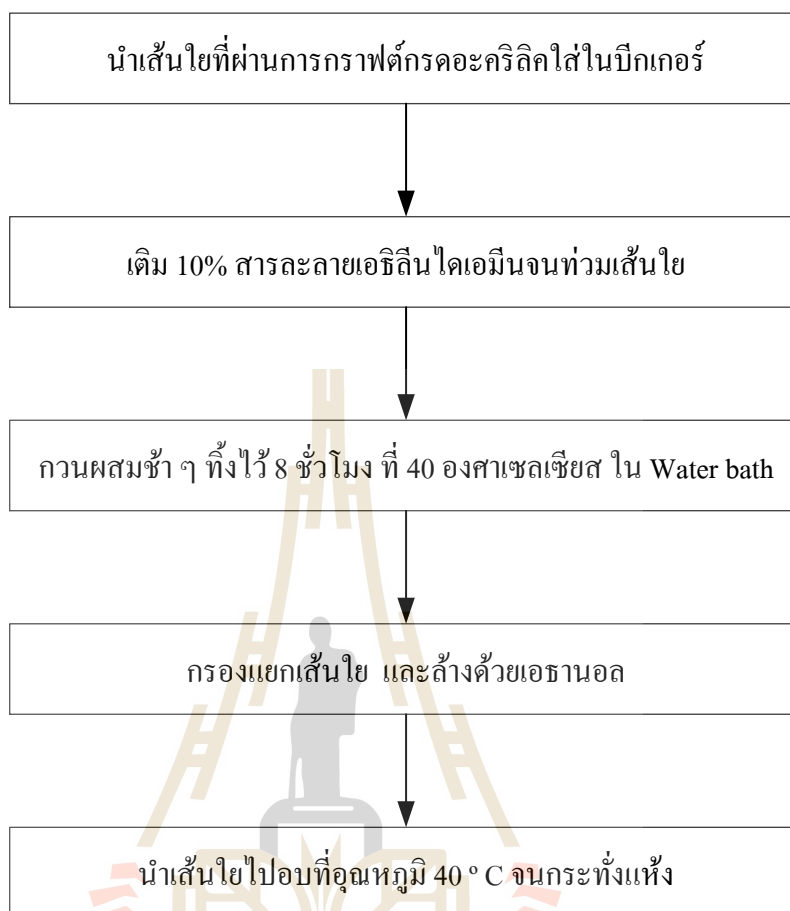 นำเส้นใยที่ผ่านการกราฟต์กรดอะคริลิคใส่ในบีกเกอร์
เติม 10% สารละลายเอธิลีนไดเอมีนจนท่วมเส้นใย
กวนผสมช้า ๆ ทิ้งไว้ 8 ชั่วโมง ที่ 40 องศาเซลเซียส ใน Water bath
กรองแยกเส้นใย และล้างด้วยเอธานอล
นำเส้นใยไปอบที่อุณหภูมิ 40 º C จนกระทั่งแห้ง